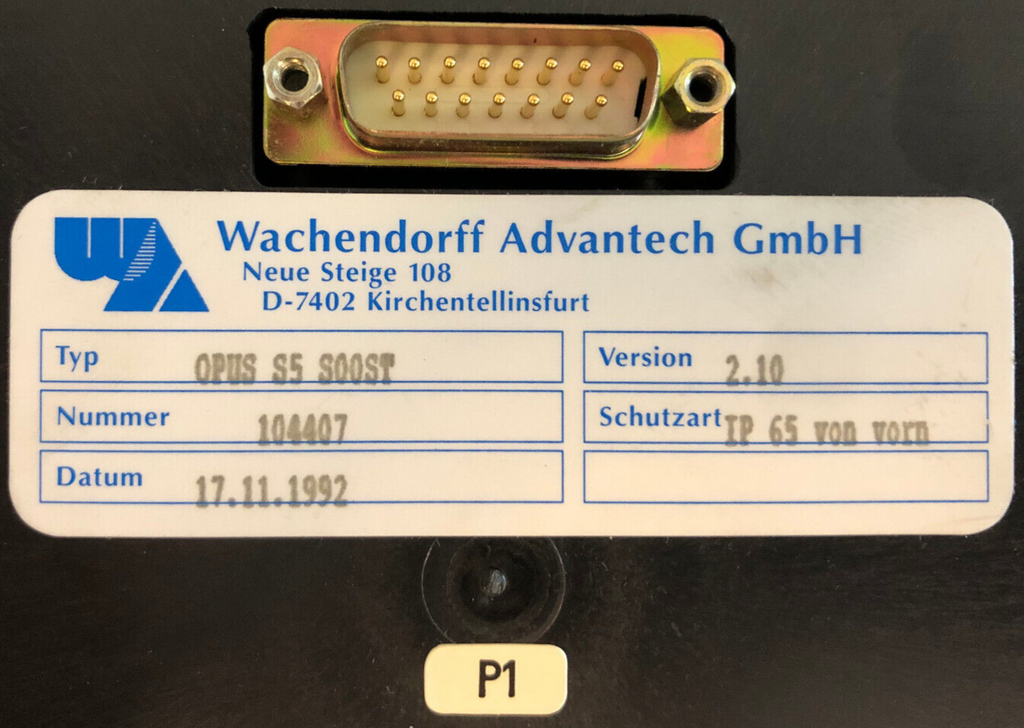 Wachendorff Advantech GmbH
Neue Steige 108
D-7402 Kirchentellinsfurt
Typ OPUS S5 S00ST
Version 2.10
Nummer 104407
Schutzart IP 65 von vorn
Datum 17.11.1992
P1